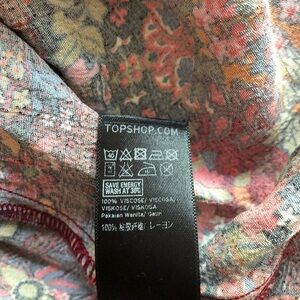 TOPSHOP.COM
SAVE ENERGY
WASH AT 30°C
100% VISCOSE/ VISCOSA/
VISKOSE/ VISKOSA
Pakaian Wanita/
100% レーヨン